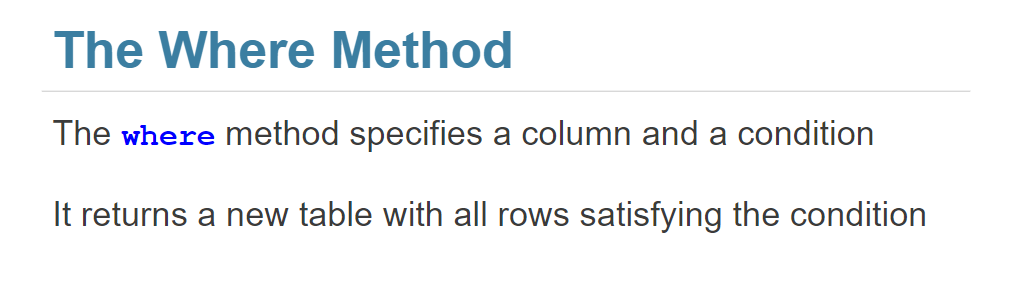 The Where Method
The where method specifies a column and a condition
It returns a new table with all rows satisfying the condition